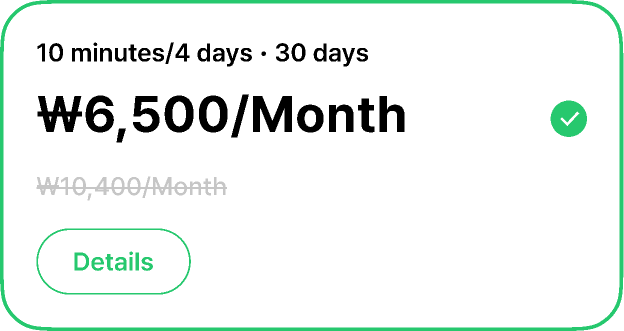 10 minutes/4 days · 30 days
₩6,500/Month
₩10,400/Month
Details